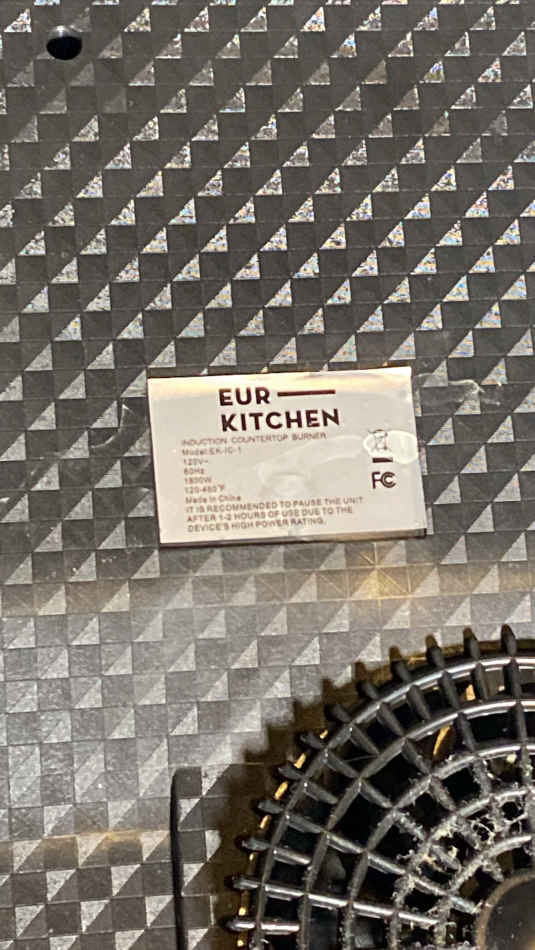 EUR
KITCHEN
INDUCTION COUNTERTOP BURNER
Model:EK-IC-1
120V~
60Hz
1800W
120-460°F
Made in China
IT IS RECOMMENDED TO PAUSE THE UNIT
AFTER 1-2 HOURS OF USE DUE TO THE
DEVICE'S HIGH POWER RATING.
FC